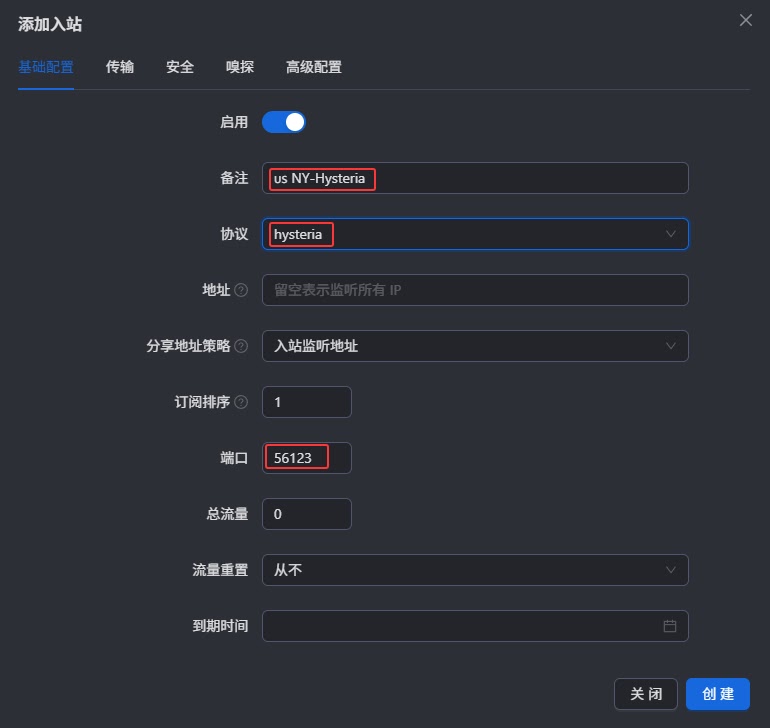 添加入站
基础配置 传输 安全 嗅探 高级配置
启用
备注 us NY-Hysteria
协议 hysteria
地址 留空表示监听所有 IP
分享地址策略 入站监听地址
订阅排序 1
端口 56123
总流量 0
流量重置 从不
到期时间
关 闭 创 建